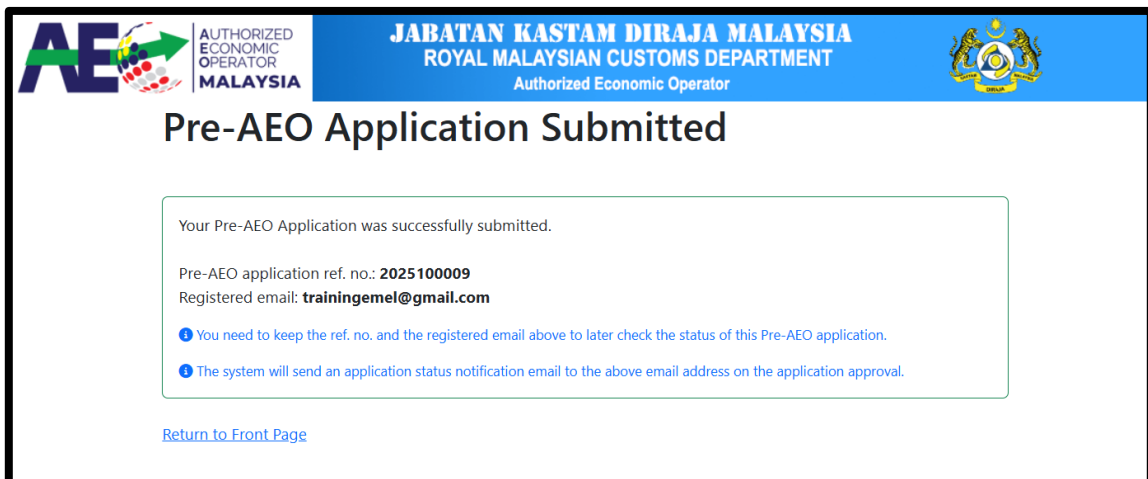 AEO
AUTHORIZED
ECONOMIC
OPERATOR
MALAYSIA
JABATAN KASTAM DIRAJA MALAYSIA
ROYAL MALAYSIAN CUSTOMS DEPARTMENT
Authorized Economic Operator
Pre-AEO Application Submitted
Your Pre-AEO Application was successfully submitted.
Pre-AEO application ref. no.: 2025100009
Registered email: trainingemel@gmail.com
You need to keep the ref. no. and the registered email above to later check the status of this Pre-AEO application.
The system will send an application status notification email to the above email address on the application approval.
Return to Front Page